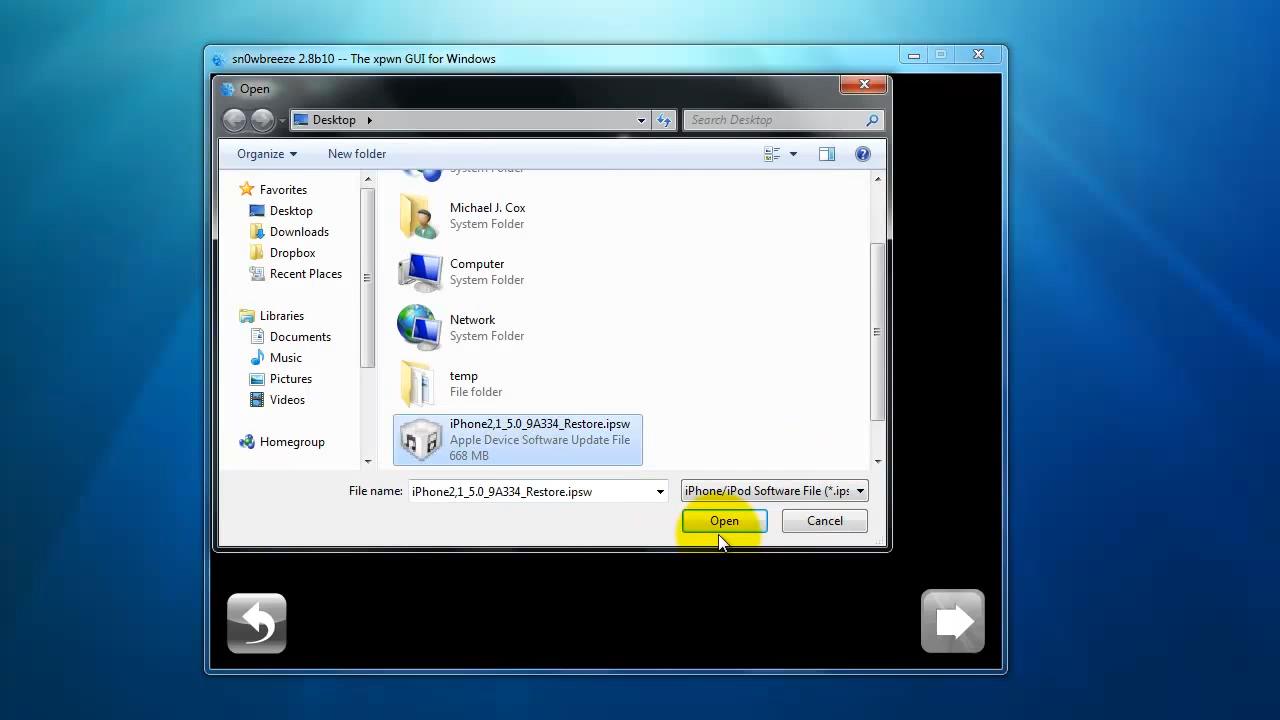 sn0wbreeze 2.8b10 -- The xpwn GUI for Windows
Open
Desktop
Search Desktop
Organize
New folder
Favorites
Desktop
Downloads
Dropbox
Recent Places
Libraries
Documents
Music
Pictures
Videos
Homegroup
System Folder
Michael J. Cox
System Folder
Computer
System Folder
Network
System Folder
temp
File folder
iPhone2,1_5.0_9A334_Restore.ipsw
Apple Device Software Update File
668 MB
File name: iPhone2,1_5.0_9A334_Restore.ipsw
iPhone/iPod Software File (*.ips
Open
Cancel